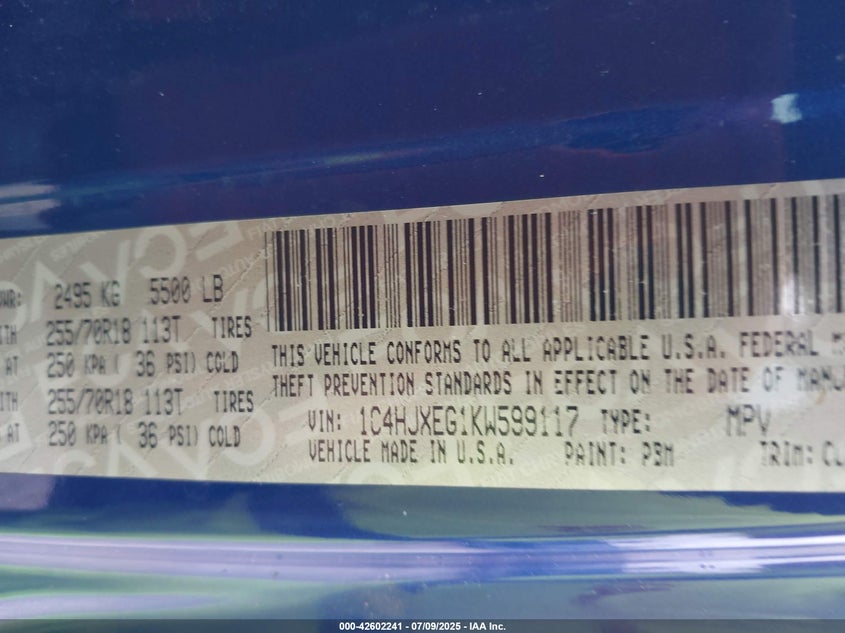 2495 KG 5500 LB
255/70R18 113T TIRES
AT 250 KPA ( 36 PSI) COLD
255/70R18 113T TIRES
AT 250 KPA ( 36 PSI) COLD
THIS VEHICLE CONFORMS TO ALL APPLICABLE U.S.A. FEDERAL
THEFT PREVENTION STANDARDS IN EFFECT ON THE DATE OF
VIN: 1C4HJXEG1KW599117 TYPE: MPV
VEHICLE MADE IN U.S.A. PAINT: PBM TRIM:
000-42602241 - 07/09/2025 - IAA Inc.